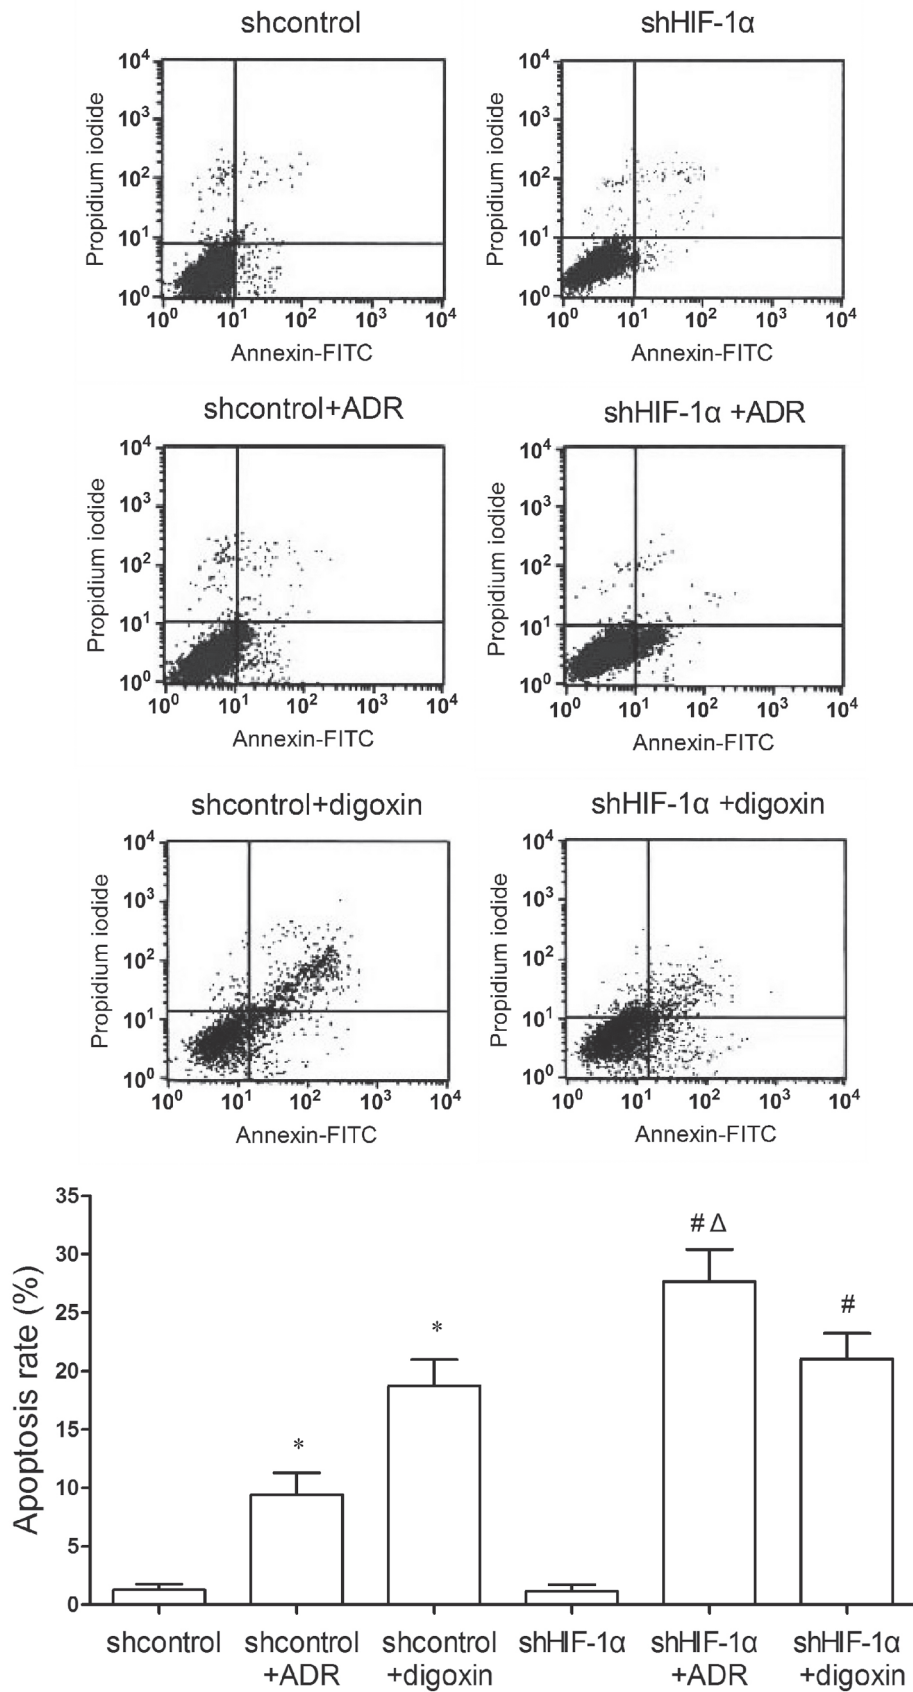 shcontrol
shHIF-1α
10⁴
10³
10²
10¹
10⁰
Propidium iodide
10⁰ 10¹ 10² 10³ 10⁴
Annexin-FITC
10⁴
10³
10²
10¹
10⁰
Propidium iodide
10⁰ 10¹ 10² 10³ 10⁴
Annexin-FITC
shcontrol+ADR
shHIF-1α +ADR
10⁴
10³
10²
10¹
10⁰
Propidium iodide
10⁰ 10¹ 10² 10³ 10⁴
Annexin-FITC
10⁴
10³
10²
10¹
10⁰
Propidium iodide
10⁰ 10¹ 10² 10³ 10⁴
Annexin-FITC
shcontrol+digoxin
shHIF-1α +digoxin
10⁴
10³
10²
10¹
10⁰
Propidium iodide
10⁰ 10¹ 10² 10³ 10⁴
Annexin-FITC
10⁴
10³
10²
10¹
10⁰
Propidium iodide
10⁰ 10¹ 10² 10³ 10⁴
Annexin-FITC
Apoptosis rate (%)
35
30
25
20
15
10
5
0
*
*
# Δ
#
shcontrol
shcontrol
+ADR
shcontrol
+digoxin
shHIF-1α
shHIF-1α
+ADR
shHIF-1α
+digoxin